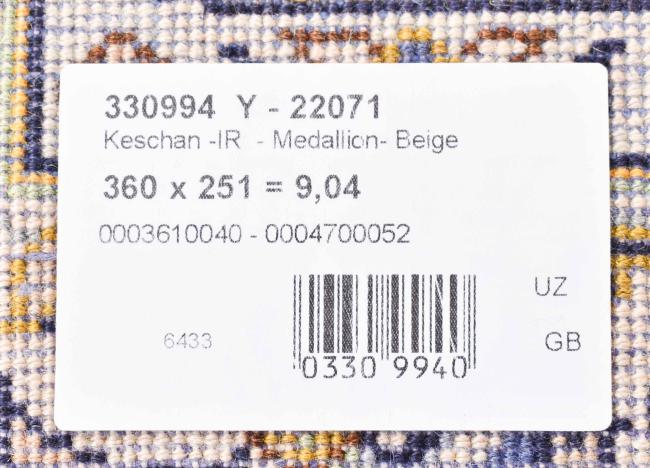 330994 Y - 22071
Keschan -IR - Medallion- Beige
360 x 251 = 9,04
0003610040 - 0004700052
UZ
6433
GB
0330 9940